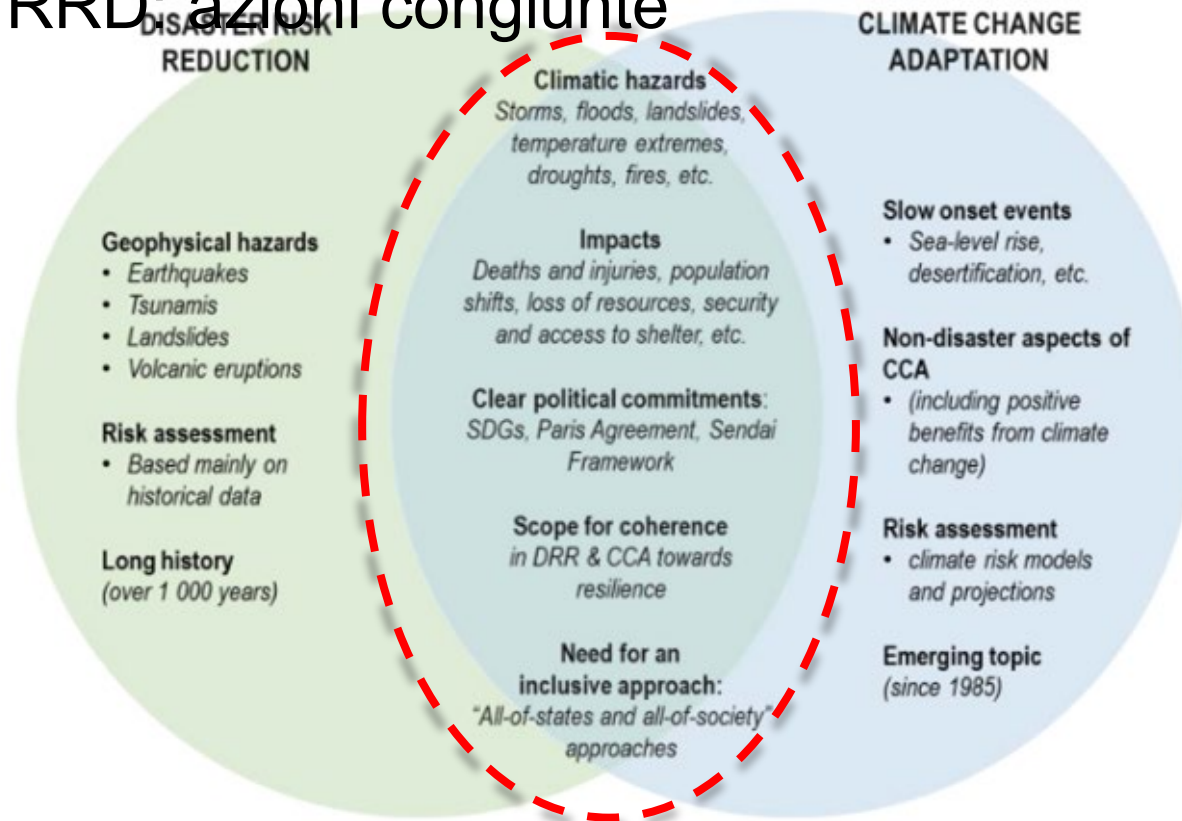 RRD: azioni congiunte
DISASTER RISK
REDUCTION
Geophysical hazards
• Earthquakes
• Tsunamis
• Landslides
• Volcanic eruptions
Risk assessment
• Based mainly on
historical data
Long history
(over 1 000 years)
Climatic hazards
Storms, floods, landslides,
temperature extremes,
droughts, fires, etc.
Impacts
Deaths and injuries, population
shifts, loss of resources, security
and access to shelter, etc.
Clear political commitments:
SDGs, Paris Agreement, Sendai
Framework
Scope for coherence
in DRR & CCA towards
resilience
Need for an
inclusive approach:
“All-of-states and all-of-society”
approaches
CLIMATE CHANGE
ADAPTATION
Slow onset events
• Sea-level rise,
desertification, etc.
Non-disaster aspects of
CCA
• (including positive
benefits from climate
change)
Risk assessment
• climate risk models
and projections
Emerging topic
(since 1985)